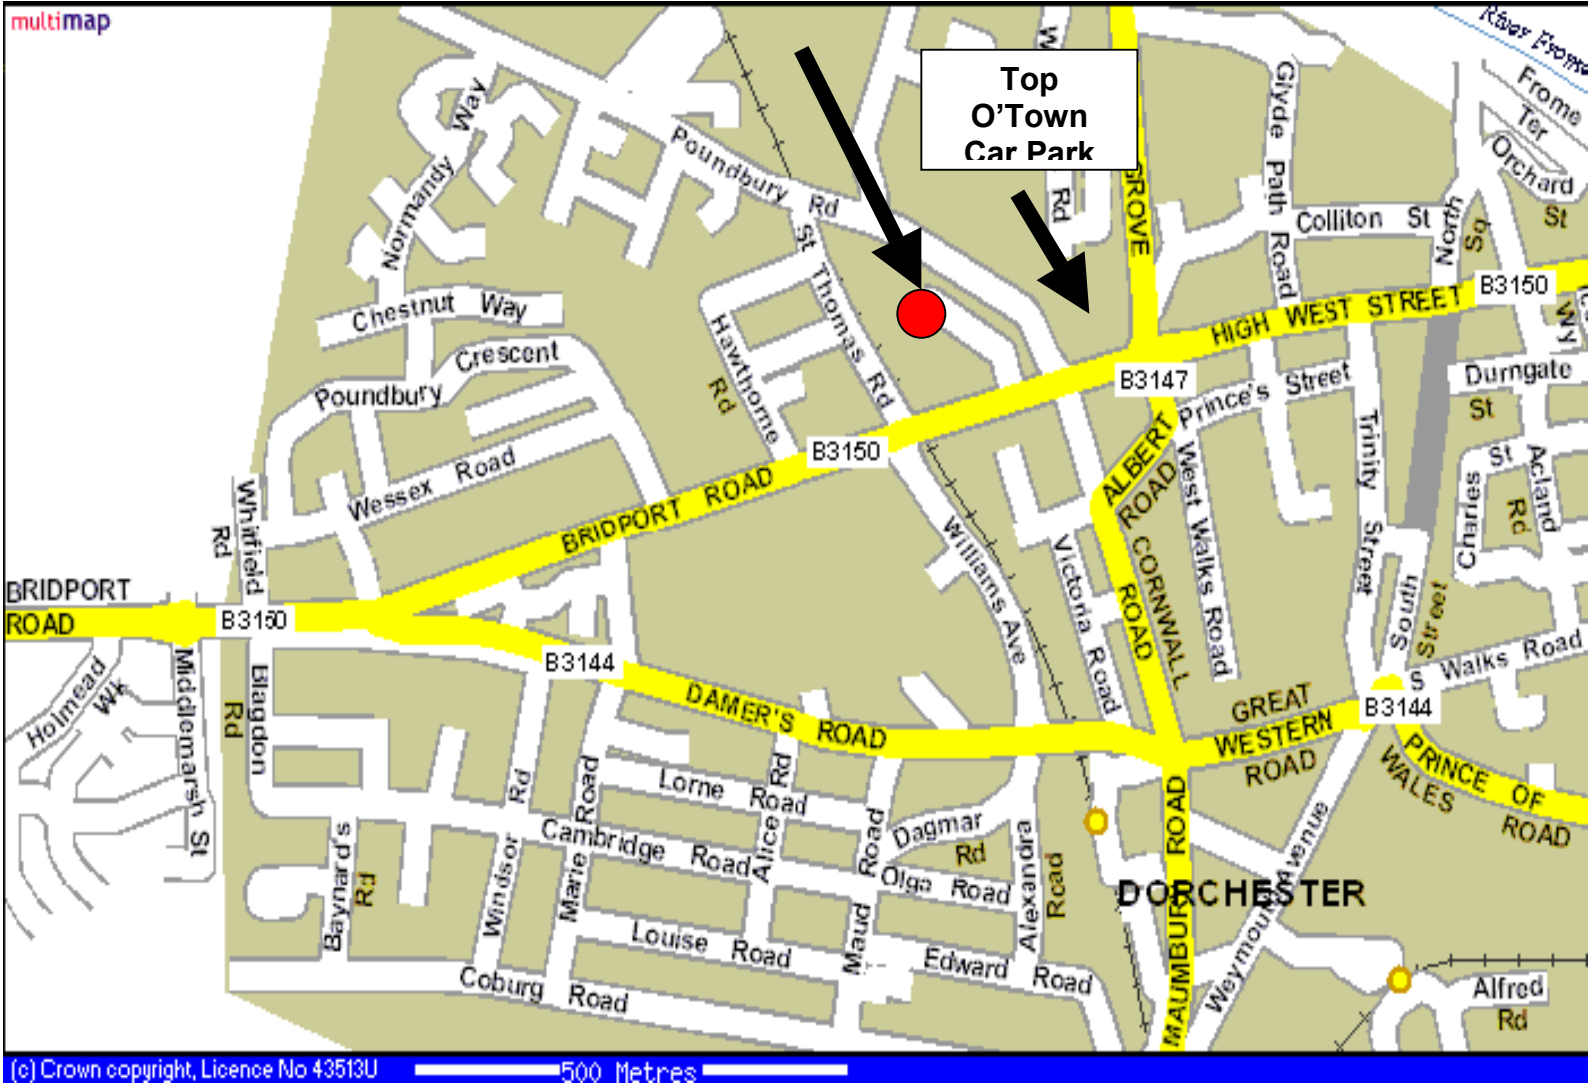 multimap
River Frome
Top
O'Town
Car Park
Frome
Ter
Orchard
St
Way
Normandy
Poundbury
Rd
W
Rd
GROVE
Glyde Path Road
Colliton St
North
Sq
B3150
HIGH WEST STREET
Way
Chestnut Way
St Thomas Rd
Hawthorne
Rd
Crescent
Poundbury
B3147
Prince's Street
Durngate
St
Trinity Street
Wessex Road
B3150
BRIDPORT ROAD
ALBERT
ROAD
West Walks Road
Charles St
Acland
Rd
Whitfield
Rd
Williams Ave
Victoria Road
CORNWALL
ROAD
South
Street
BRIDPORT
ROAD
B3150
B3144
S Walks Road
Holmead
Wk
Middlemarsh St
Blagdon
Rd
DAMER'S ROAD
GREAT
WESTERN
ROAD
B3144
PRINCE OF
WALES
ROAD
Lorne Road
Alice Rd
Windsor Rd
Marie Road
Cambridge Road
Maud Road
Dagmar
Rd
Olga Road
Alexandra
Road
Baynard's
Rd
MAUMBURY ROAD
DORCHESTER
Weymouth Avenue
Louise Road
Edward Road
Coburg Road
Alfred
Rd
(c) Crown copyright, Licence No 43513U
500 Metres